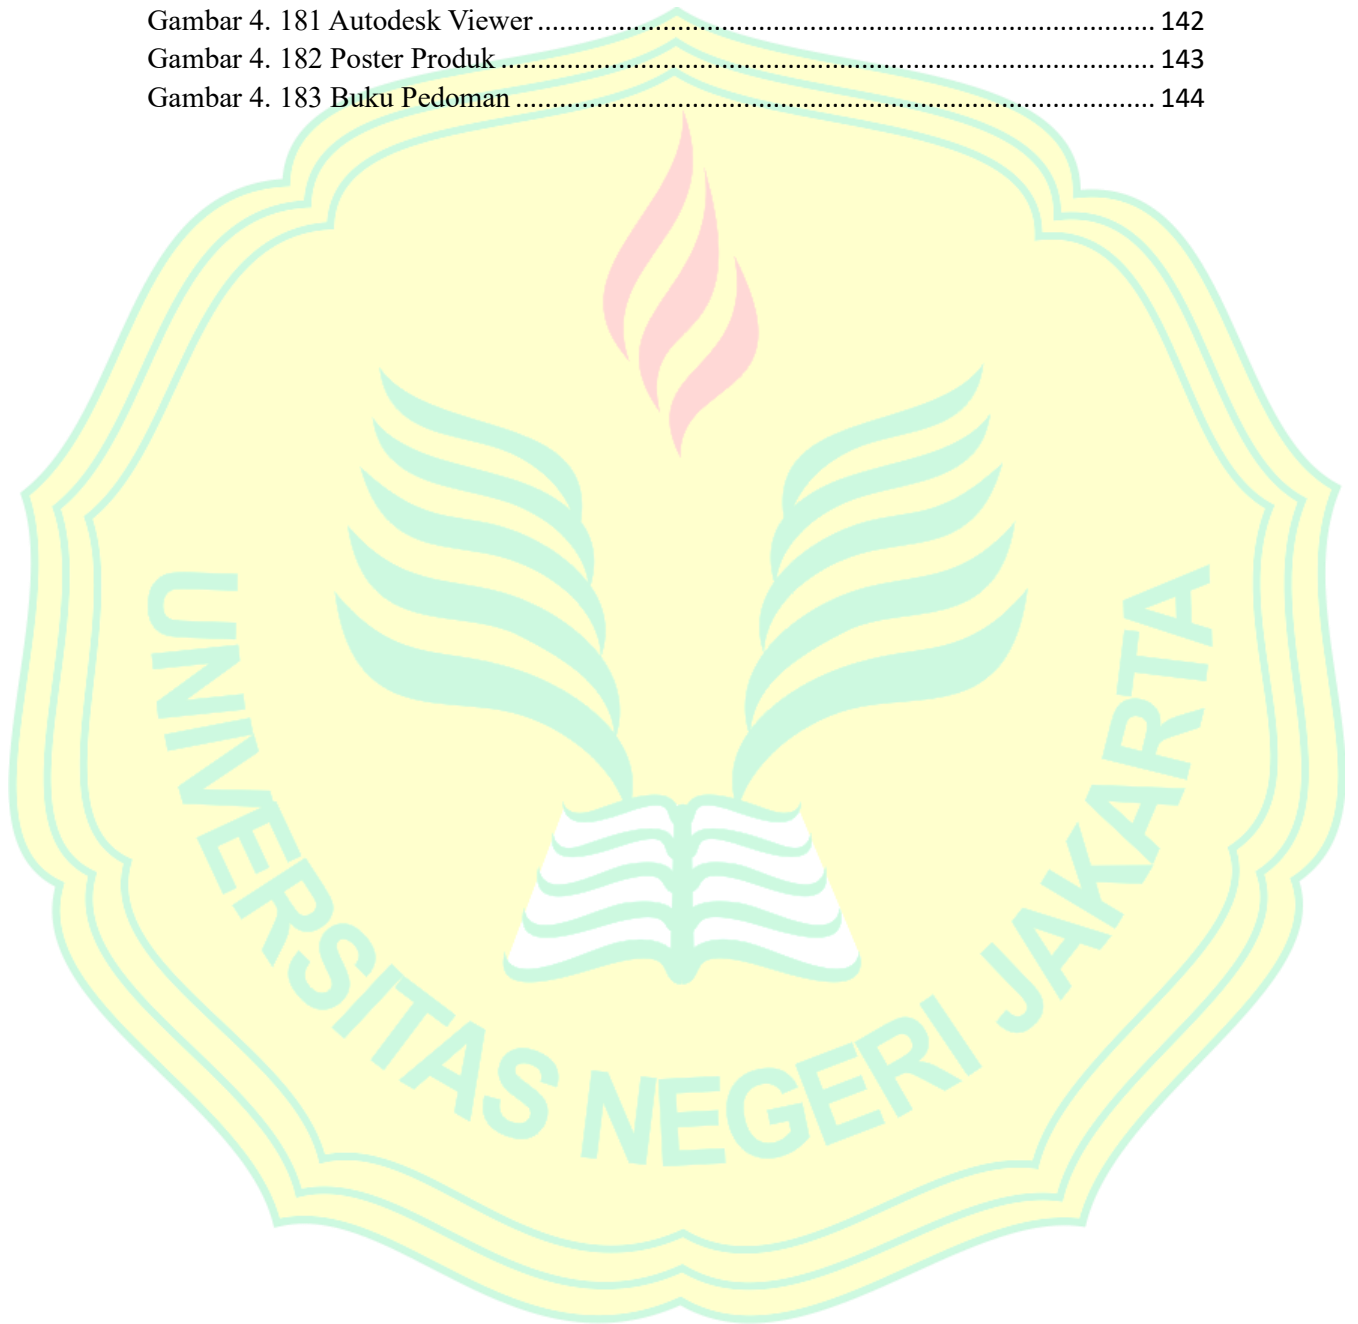 Gambar 4. 181 Autodesk Viewer ........................................................................................................ 142
Gambar 4. 182 Poster Produk ............................................................................................................ 143
Gambar 4. 183 Buku Pedoman .......................................................................................................... 144
UNIVERSITAS NEGERI JAKARTA